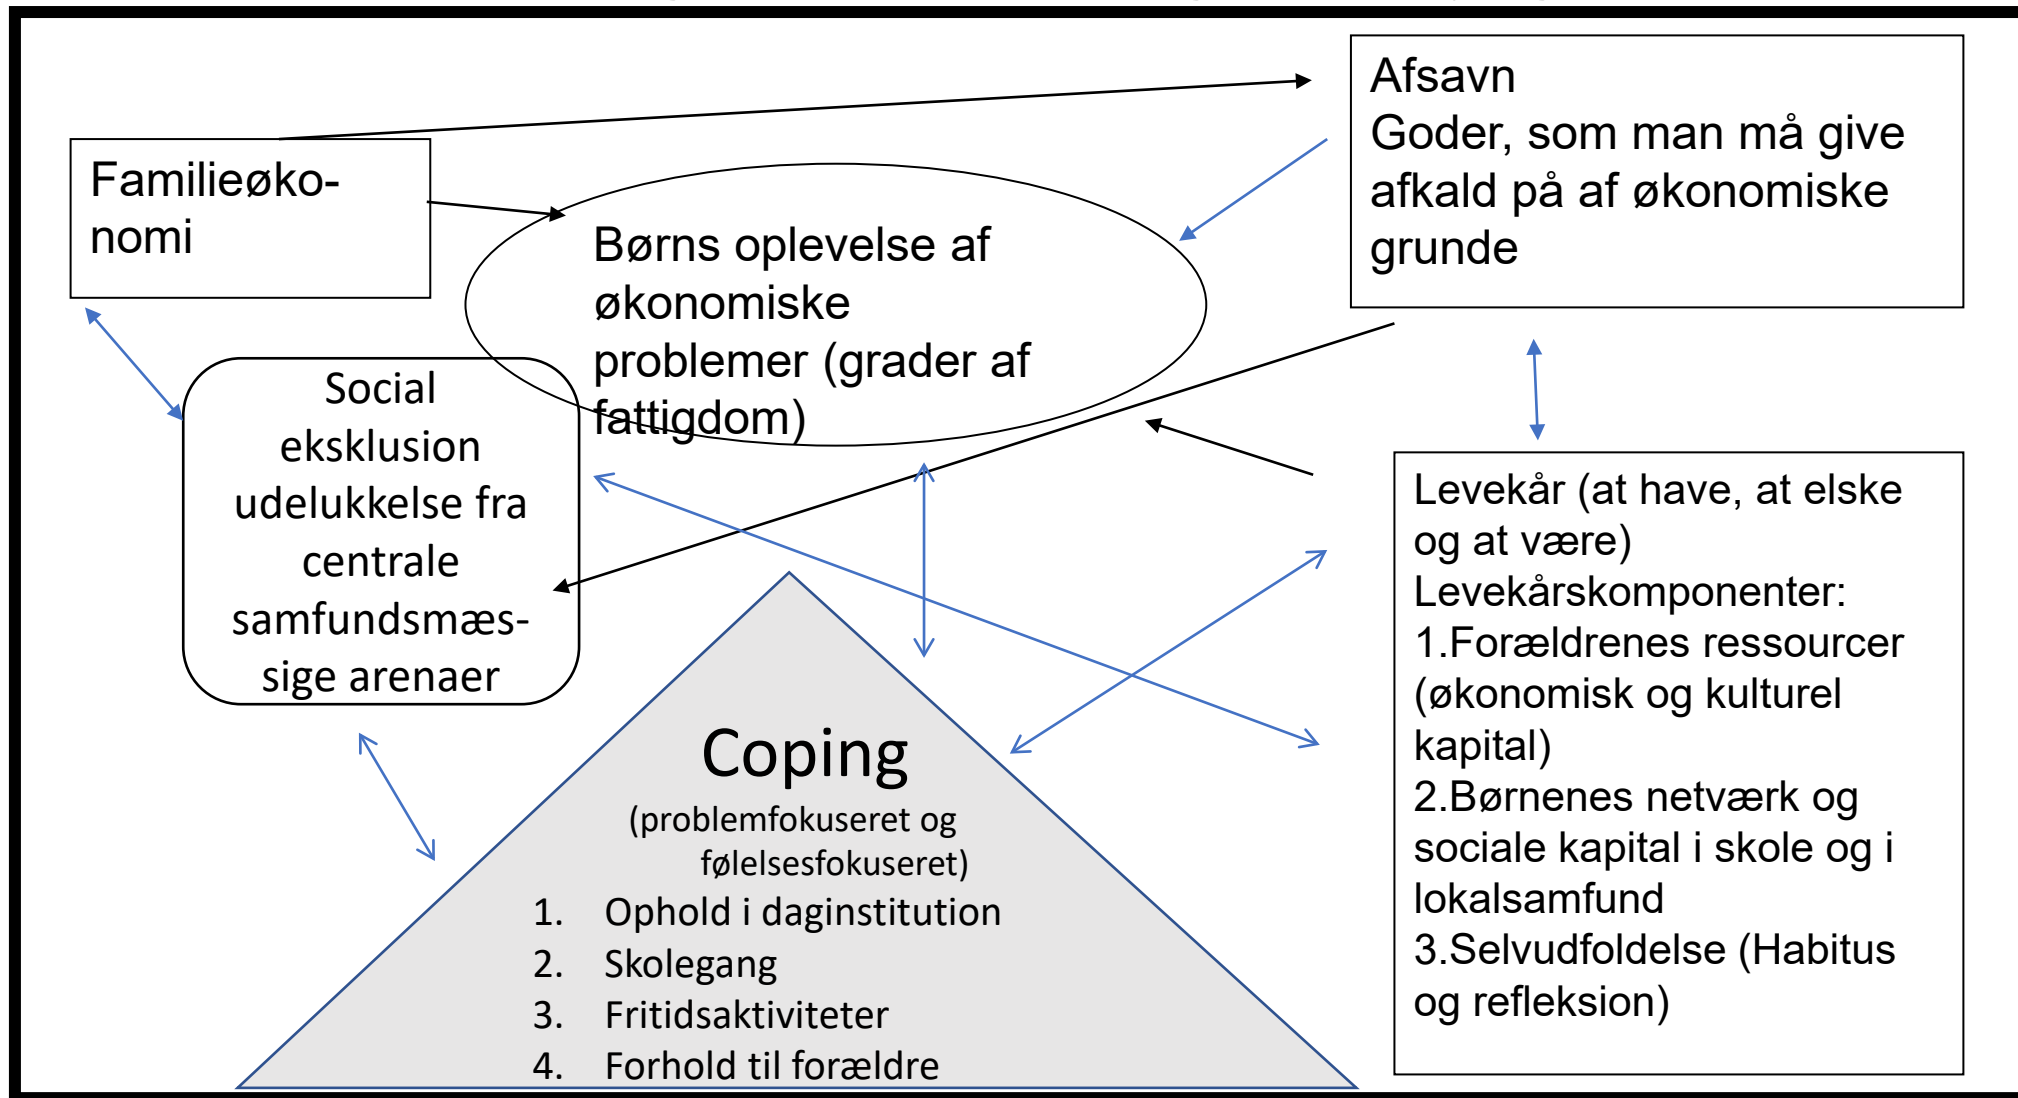 Familieøko-
nomi
Afsavn
Goder, som man må give
afkald på af økonomiske
grunde
Børns oplevelse af
økonomiske
problemer (grader af
fattigdom)
Social
eksklusion
udelukkelse fra
centrale
samfundsmæs-
sige arenaer
Levekår (at have, at elske
og at være)
Levekårskomponenter:
1.Forældrenes ressourcer
(økonomisk og kulturel
kapital)
2.Børnenes netværk og
sociale kapital i skole og i
lokalsamfund
3.Selvudfoldelse (Habitus
og refleksion)
Coping
(problemfokuseret og
følelsesfokuseret)
1. Ophold i daginstitution
2. Skolegang
3. Fritidsaktiviteter
4. Forhold til forældre